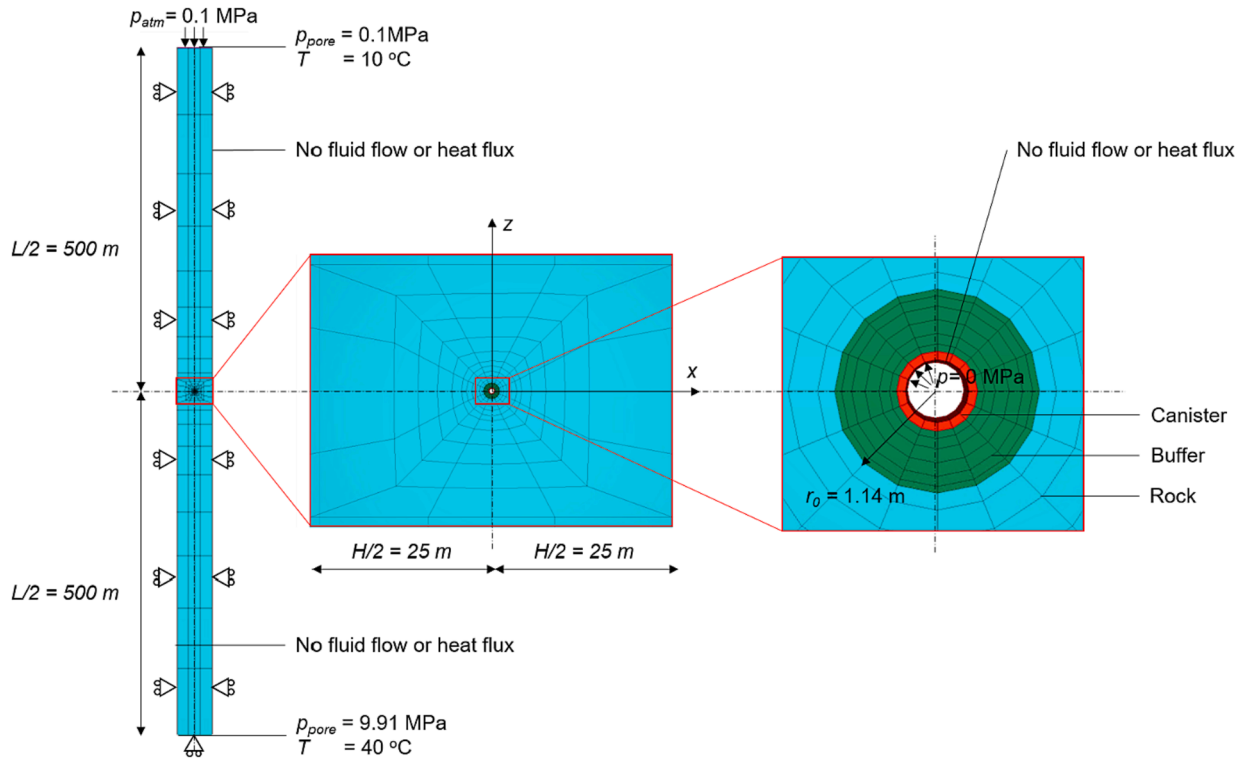 p_atm = 0.1 MPa
p_pore = 0.1MPa
T = 10 °C
No fluid flow or heat flux
No fluid flow or heat flux
L/2 = 500 m
z
x
p= 0 MPa
Canister
Buffer
Rock
r_0 = 1.14 m
H/2 = 25 m
H/2 = 25 m
L/2 = 500 m
No fluid flow or heat flux
p_pore = 9.91 MPa
T = 40 °C